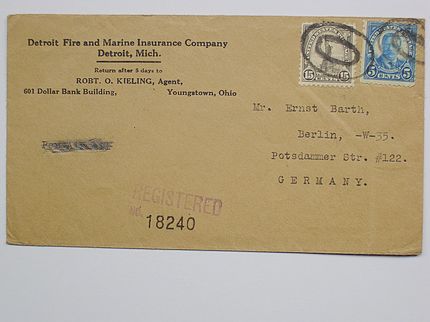 Detroit Fire and Marine Insurance Company
Detroit, Mich.
Return after 5 days to
ROBT. O. KIELING, Agent,
601 Dollar Bank Building, Youngstown, Ohio
15 CENTS 15
5 CENTS 5
Mr. Ernst Barth,
Berlin, -W-35.
Potsdammer Str. #122.
GERMANY.
REGISTERED
NO. 18240